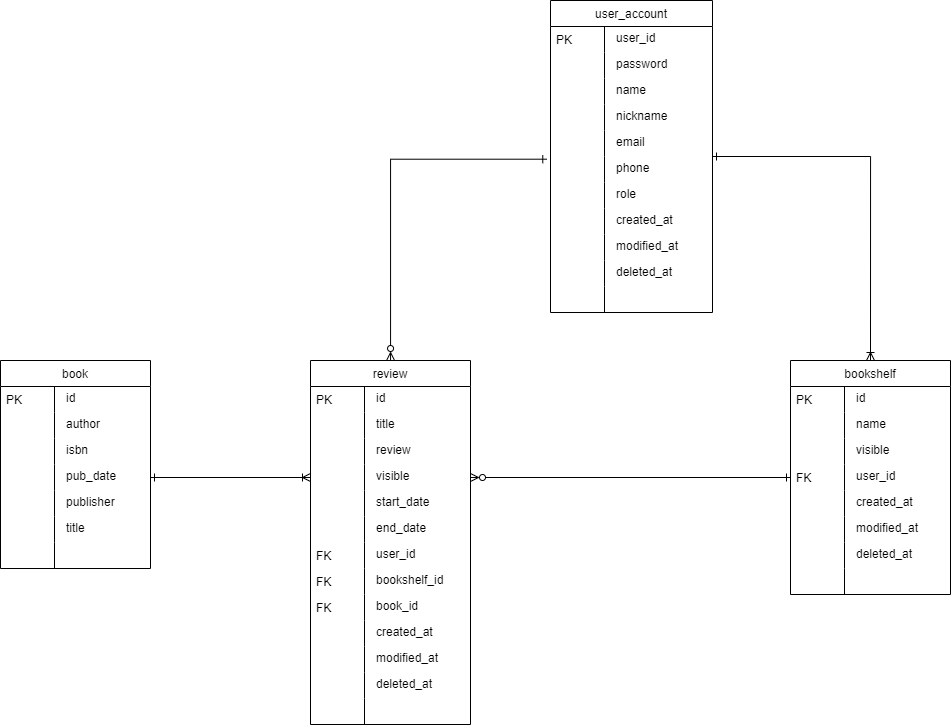 user_account
PK user_id
password
name
nickname
email
phone
role
created_at
modified_at
deleted_at
book
PK id
author
isbn
pub_date
publisher
title
review
PK id
title
review
visible
start_date
end_date
FK user_id
FK bookshelf_id
FK book_id
created_at
modified_at
deleted_at
bookshelf
PK id
name
visible
FK user_id
created_at
modified_at
deleted_at